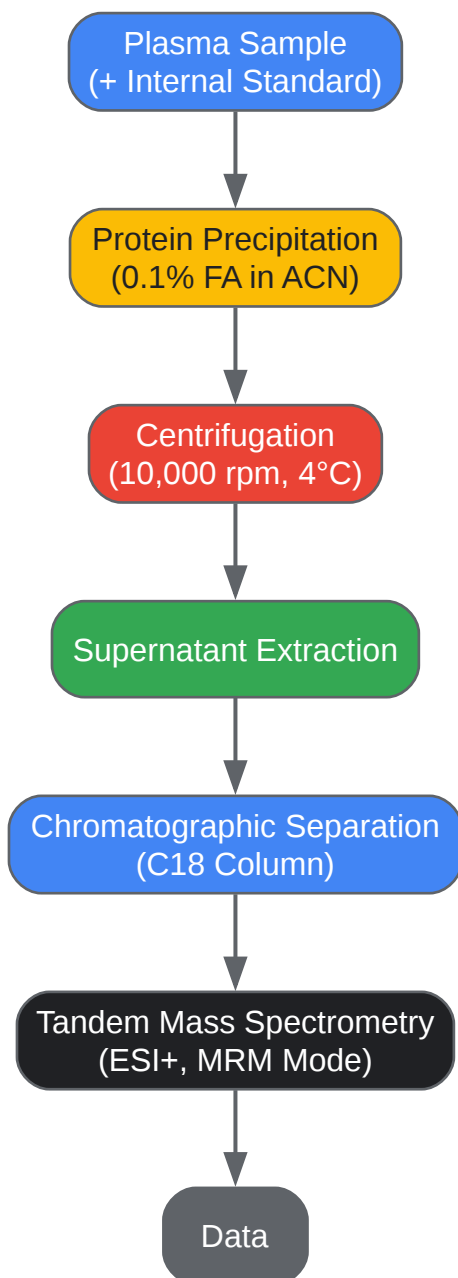 Plasma Sample
(+ Internal Standard)
Protein Precipitation
(0.1% FA in ACN)
Centrifugation
(10,000 rpm, 4°C)
Supernatant Extraction
Chromatographic Separation
(C18 Column)
Tandem Mass Spectrometry
(ESI+, MRM Mode)
Data